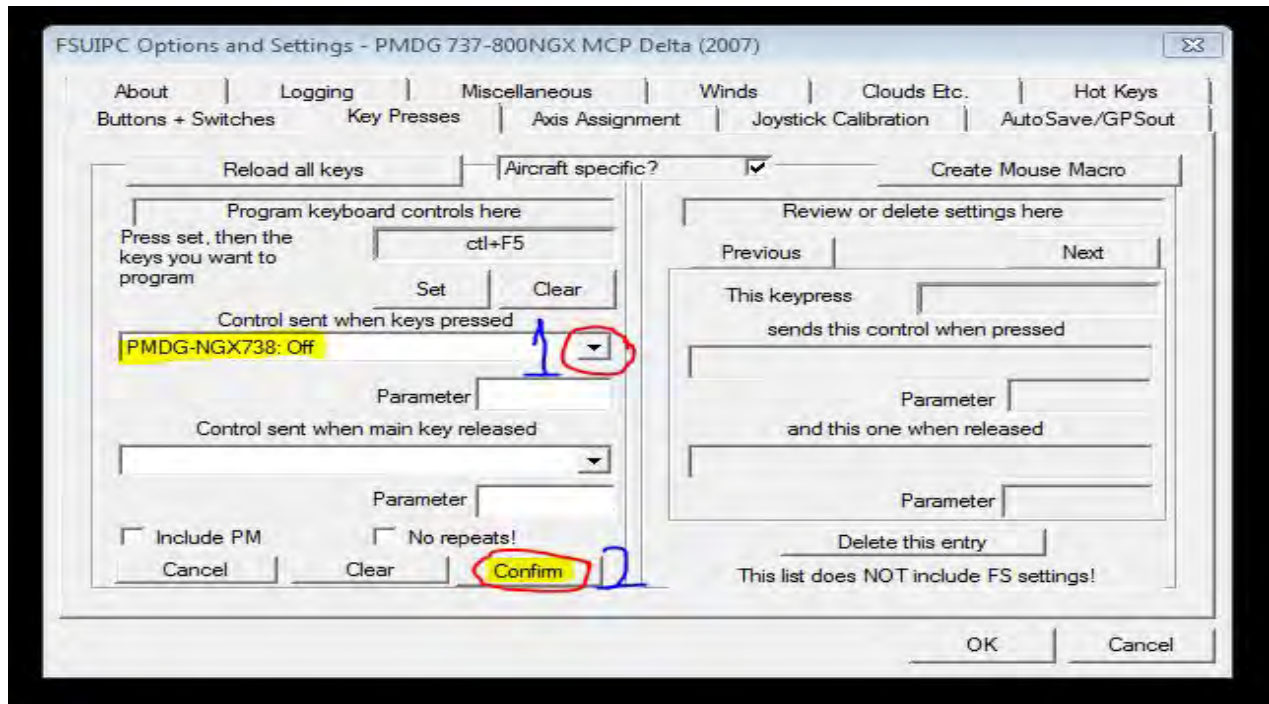 FSUIPC Options and Settings - PMDG 737-800NGX MCP Delta (2007)
About Logging Miscellaneous Winds Clouds Etc. Hot Keys
Buttons + Switches Key Presses Axis Assignment Joystick Calibration AutoSave/GPSout
Reload all keys Aircraft specific? Create Mouse Macro
Program keyboard controls here
Press set, then the
keys you want to
program
ctl+F5
Set Clear
Control sent when keys pressed
PMDG-NGX738: Off
1
Parameter
Control sent when main key released
Parameter
Include PM No repeats!
Cancel Clear Confirm 2
Review or delete settings here
Previous Next
This keypress
sends this control when pressed
Parameter
and this one when released
Parameter
Delete this entry
This list does NOT include FS settings!
OK Cancel